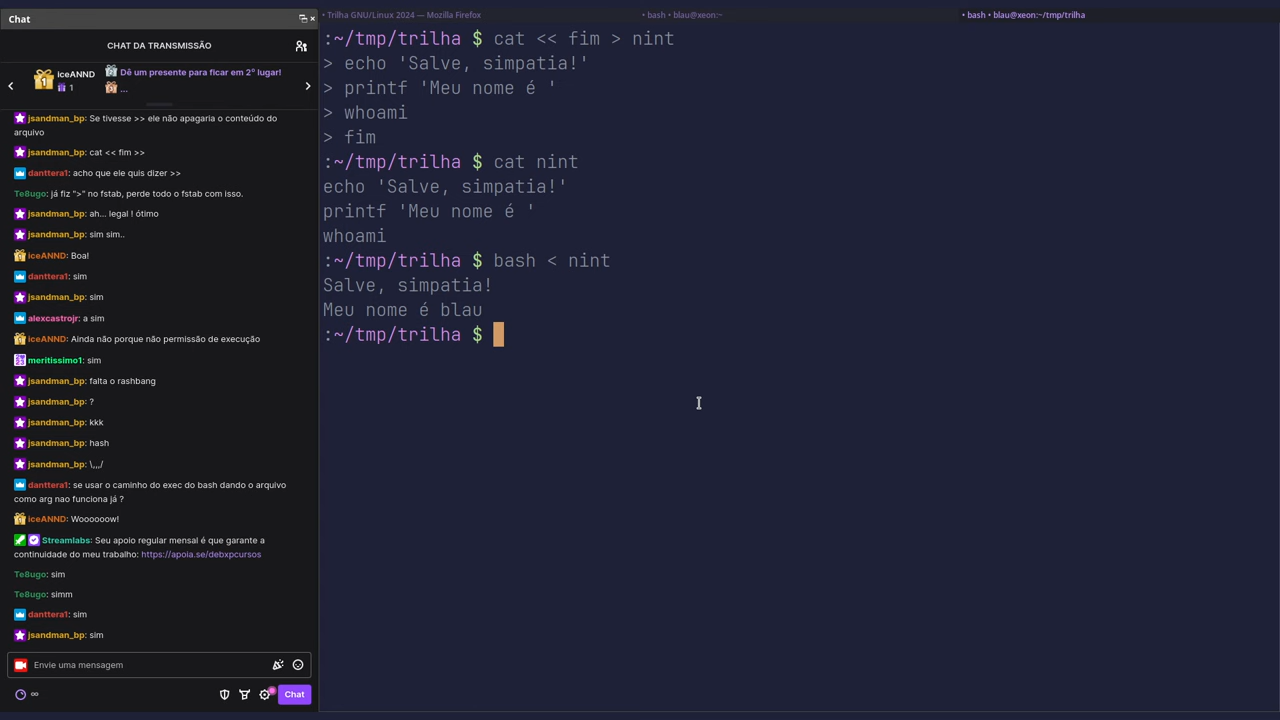 Chat
CHAT DA TRANSMISSÃO
iceANND
1
Dê um presente para ficar em 2º lugar!
...
jsandman_bp: Se tivesse >> ele não apagaria o conteúdo do
arquivo
jsandman_bp: cat << fim >>
danttera1: acho que ele quis dizer >>
Te8ugo: já fiz ">" no fstab, perde todo o fstab com isso.
jsandman_bp: ah... legal ! ótimo
jsandman_bp: sim sim..
iceANND: Boa!
danttera1: sim
jsandman_bp: sim
alexcastrojr: a sim
iceANND: Ainda não porque não permissão de execução
meritissimo1: sim
jsandman_bp: falta o rashbang
jsandman_bp: ?
jsandman_bp: kkk
jsandman_bp: hash
jsandman_bp: \,,,/
danttera1: se usar o caminho do exec do bash dando o arquivo
como arg nao funciona já ?
iceANND: Woooooow!
Streamlabs: Seu apoio regular mensal é que garante a
continuidade do meu trabalho: https://apoia.se/debxpcursos
Te8ugo: sim
Te8ugo: simm
danttera1: sim
jsandman_bp: sim
Envie uma mensagem
∞
Chat
• Trilha GNU/Linux 2024 — Mozilla Firefox
• bash • blau@xeon:~
• bash • blau@xeon:~/tmp/trilha
:~/tmp/trilha $ cat << fim > nint
> echo 'Salve, simpatia!'
> printf 'Meu nome é '
> whoami
> fim
:~/tmp/trilha $ cat nint
echo 'Salve, simpatia!'
printf 'Meu nome é '
whoami
:~/tmp/trilha $ bash < nint
Salve, simpatia!
Meu nome é blau
:~/tmp/trilha $